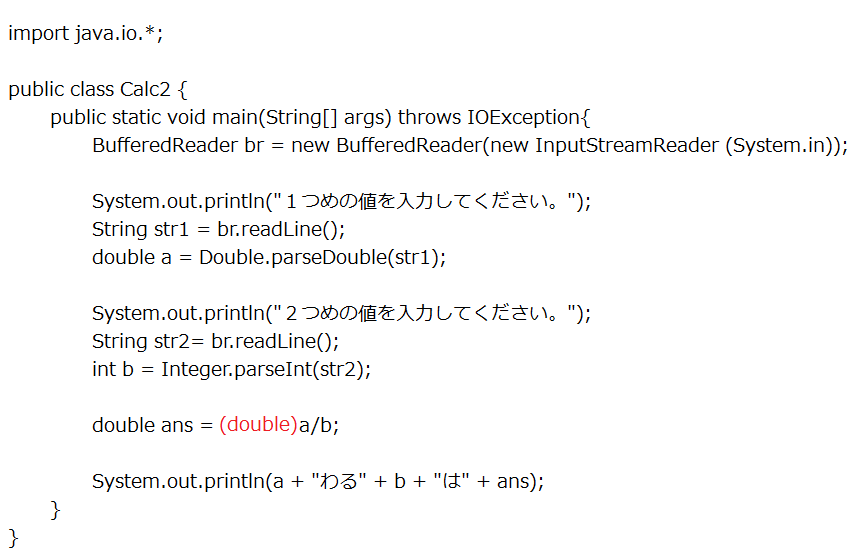 import java.io.*;
public class Calc2 {
public static void main(String[] args) throws IOException{
BufferedReader br = new BufferedReader(new InputStreamReader (System.in));
System.out.println("１つめの値を入力してください。");
String str1 = br.readLine();
double a = Double.parseDouble(str1);
System.out.println("２つめの値を入力してください。");
String str2= br.readLine();
int b = Integer.parseInt(str2);
double ans = (double)a/b;
System.out.println(a + "わる" + b + "は" + ans);
}
}